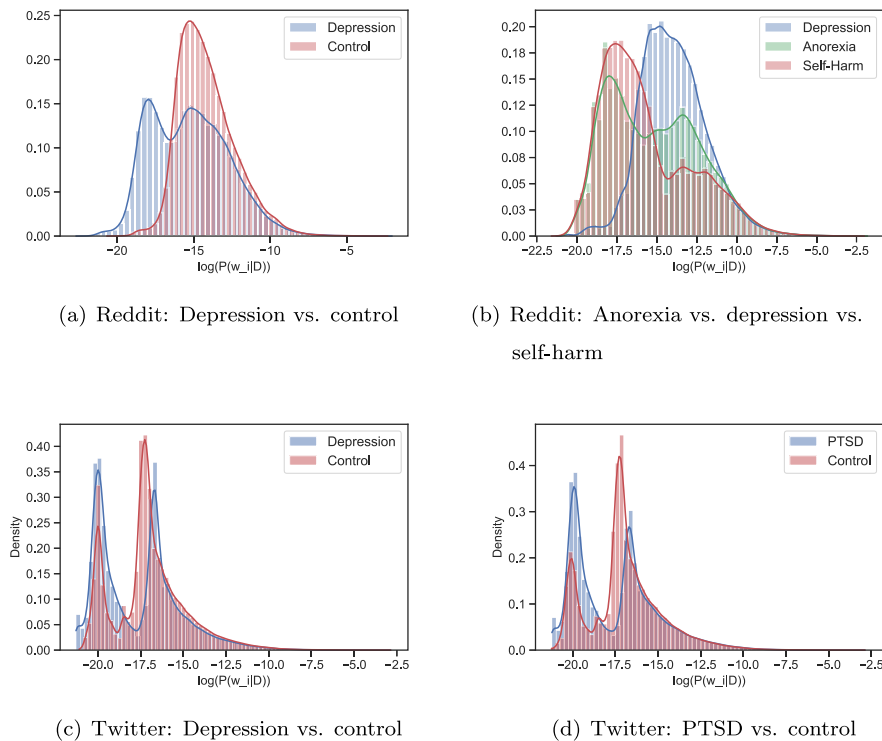 0.25
0.20
0.15
0.10
0.05
0.00
Depression
Control
−20
−15
−10
−5
log(P(w_i|D))
(a) Reddit: Depression vs. control
0.20
0.18
0.15
0.12
0.10
0.08
0.05
0.03
0.00
Depression
Anorexia
Self-Harm
−22.5
−20.0
−17.5
−15.0
−12.5
−10.0
−7.5
−5.0
−2.5
log(P(w_i|D))
(b) Reddit: Anorexia vs. depression vs.
self-harm
Density
0.40
0.35
0.30
0.25
0.20
0.15
0.10
0.05
0.00
Depression
Control
−20.0
−17.5
−15.0
−12.5
−10.0
−7.5
−5.0
−2.5
log(P(w_i|D))
(c) Twitter: Depression vs. control
Density
0.4
0.3
0.2
0.1
0.0
PTSD
Control
−20.0
−17.5
−15.0
−12.5
−10.0
−7.5
−5.0
−2.5
log(P(w_i|D))
(d) Twitter: PTSD vs. control